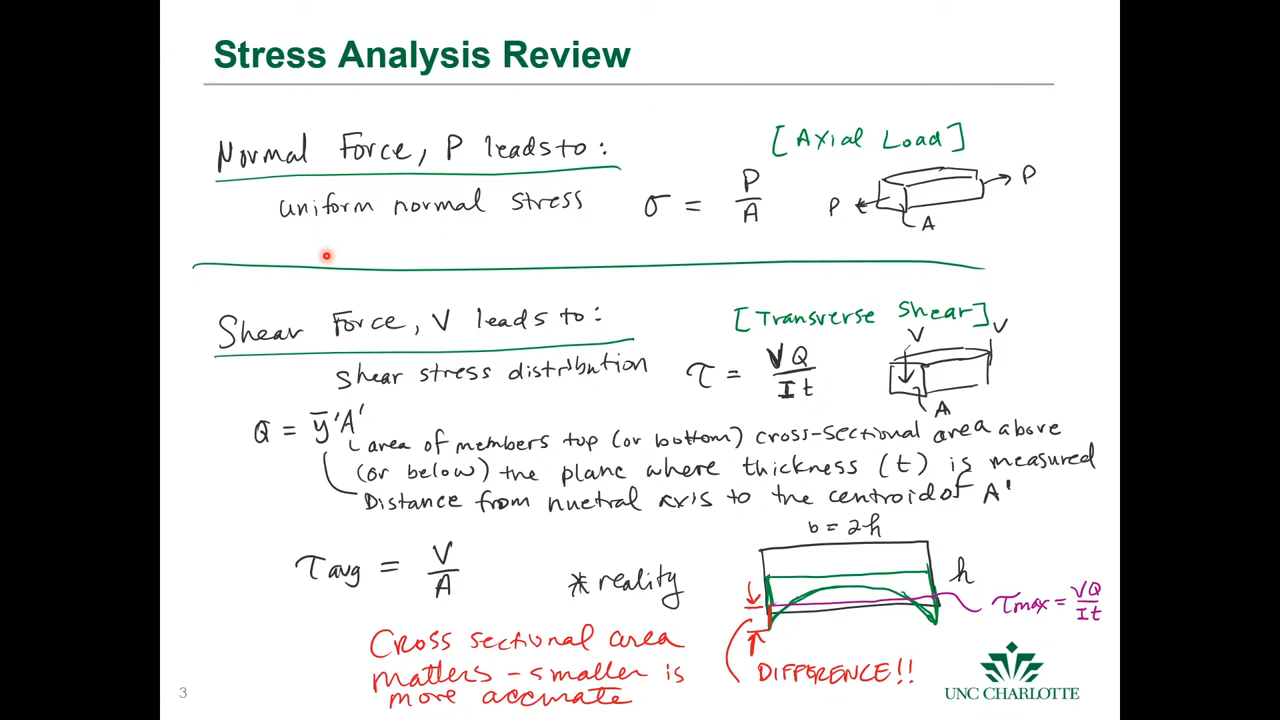 Stress Analysis Review
Normal Force, P leads to:
[Axial Load]
uniform normal stress
σ = P/A
P
P
A
Shear Force, V leads to:
[Transverse Shear]
shear stress distribution
τ = VQ/It
V
V
A
Q = y̅'A'
area of members top (or bottom) cross-sectional area above
(or below) the plane where thickness (t) is measured
Distance from nuetral axis to the centroid of A'
b = 2h
τavg = V/A
*reality
h
τmax = VQ/It
Cross sectional area
matters - smaller is
more accurate
DIFFERENCE!!
UNC CHARLOTTE
3